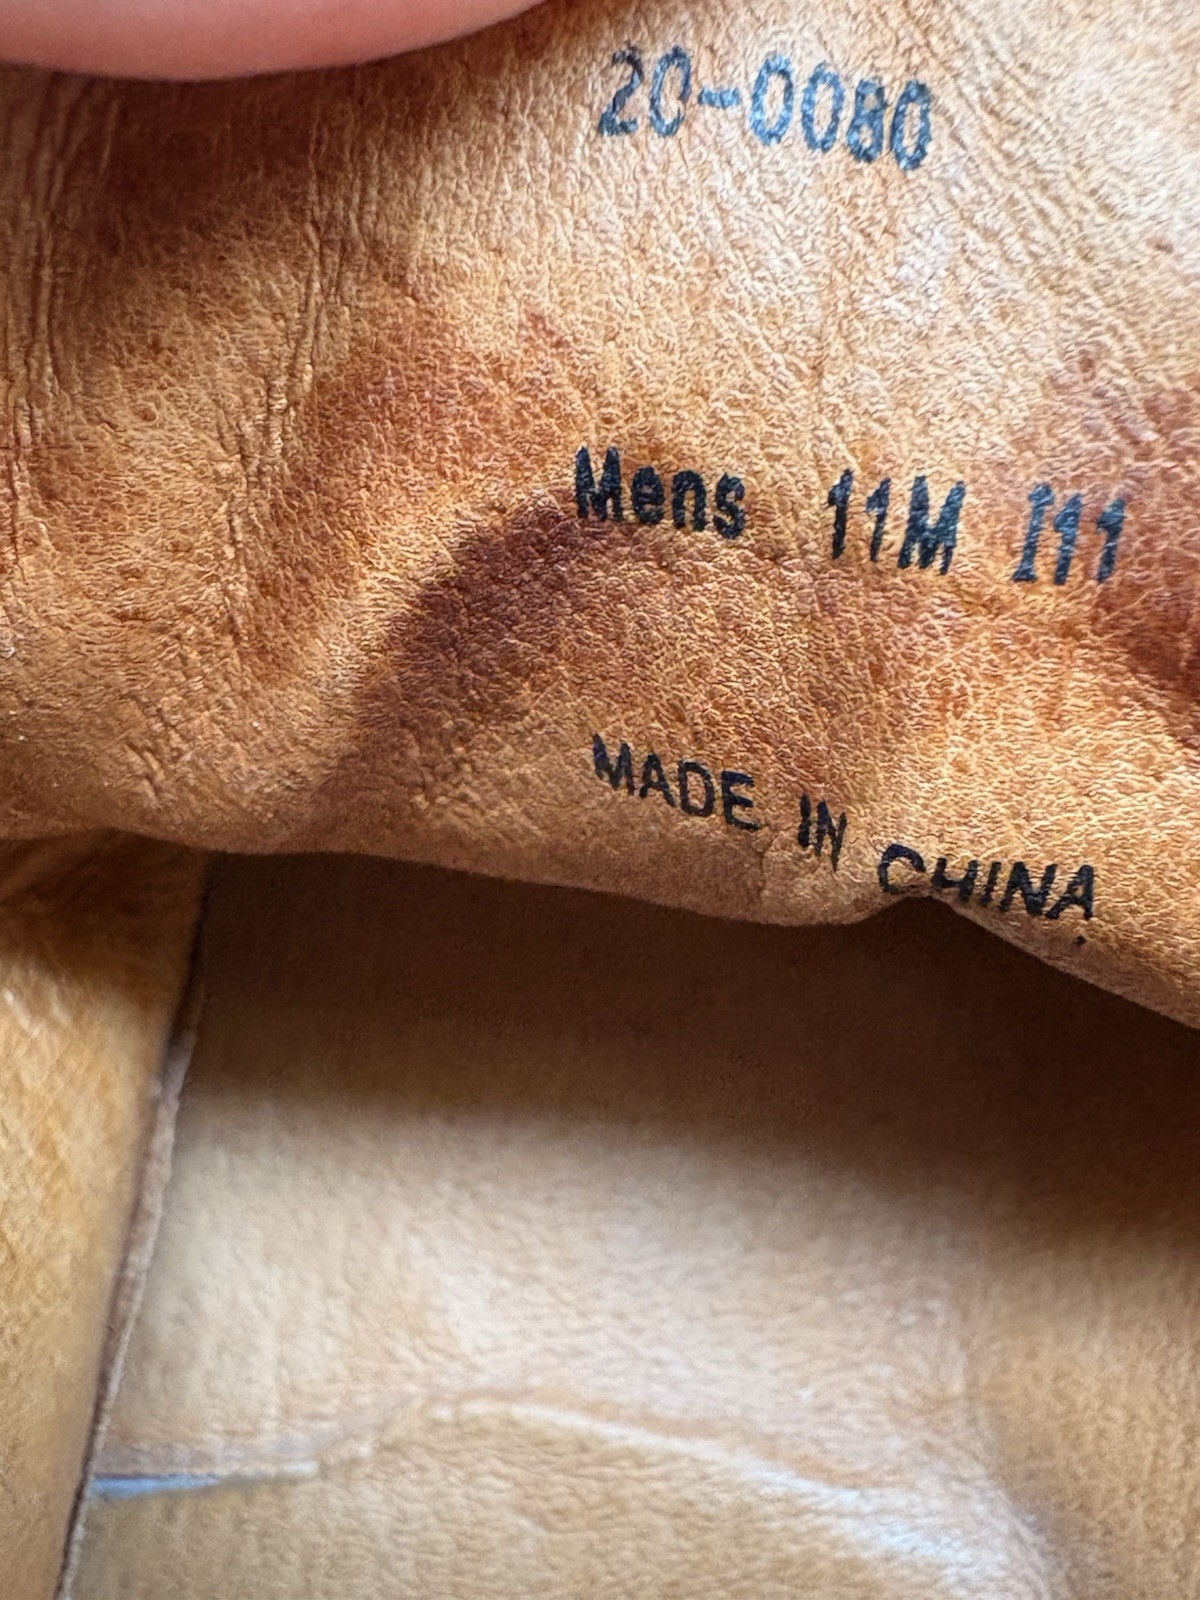 20-0080
Mens 11M I11
MADE IN CHINA